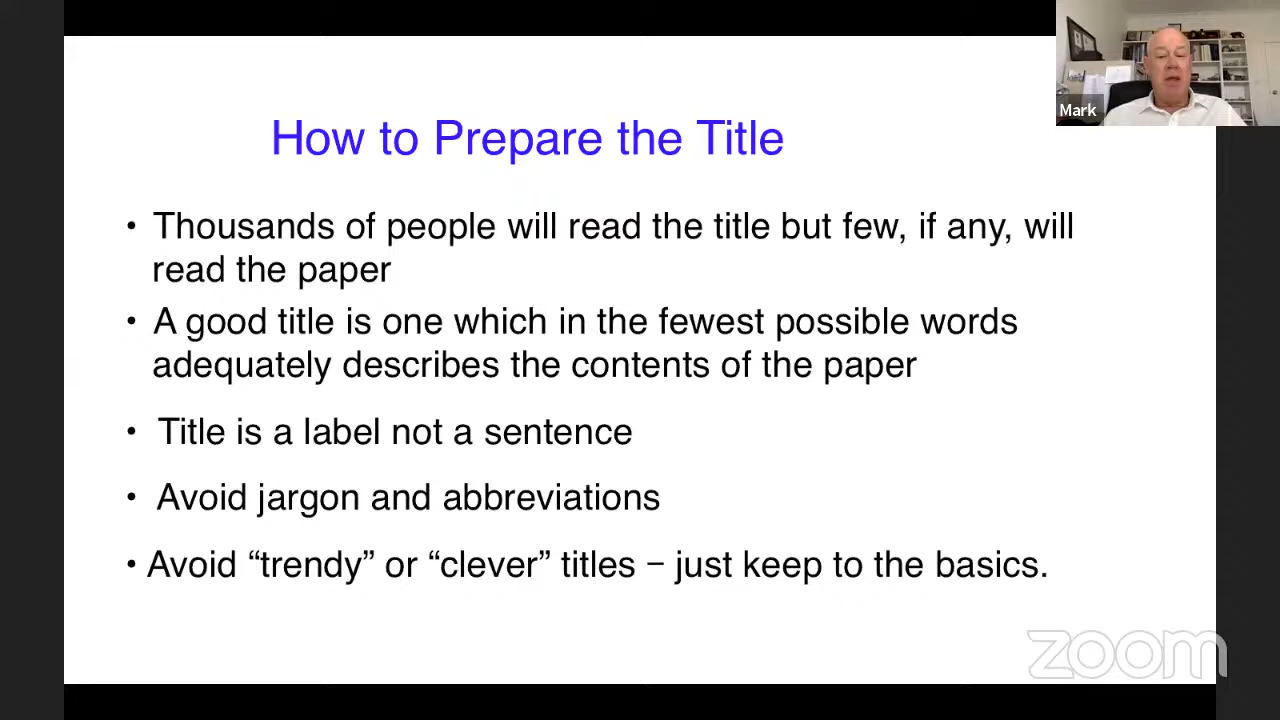 How to Prepare the Title
• Thousands of people will read the title but few, if any, will
read the paper
• A good title is one which in the fewest possible words
adequately describes the contents of the paper
• Title is a label not a sentence
• Avoid jargon and abbreviations
• Avoid “trendy” or “clever” titles – just keep to the basics.
Mark
zoom